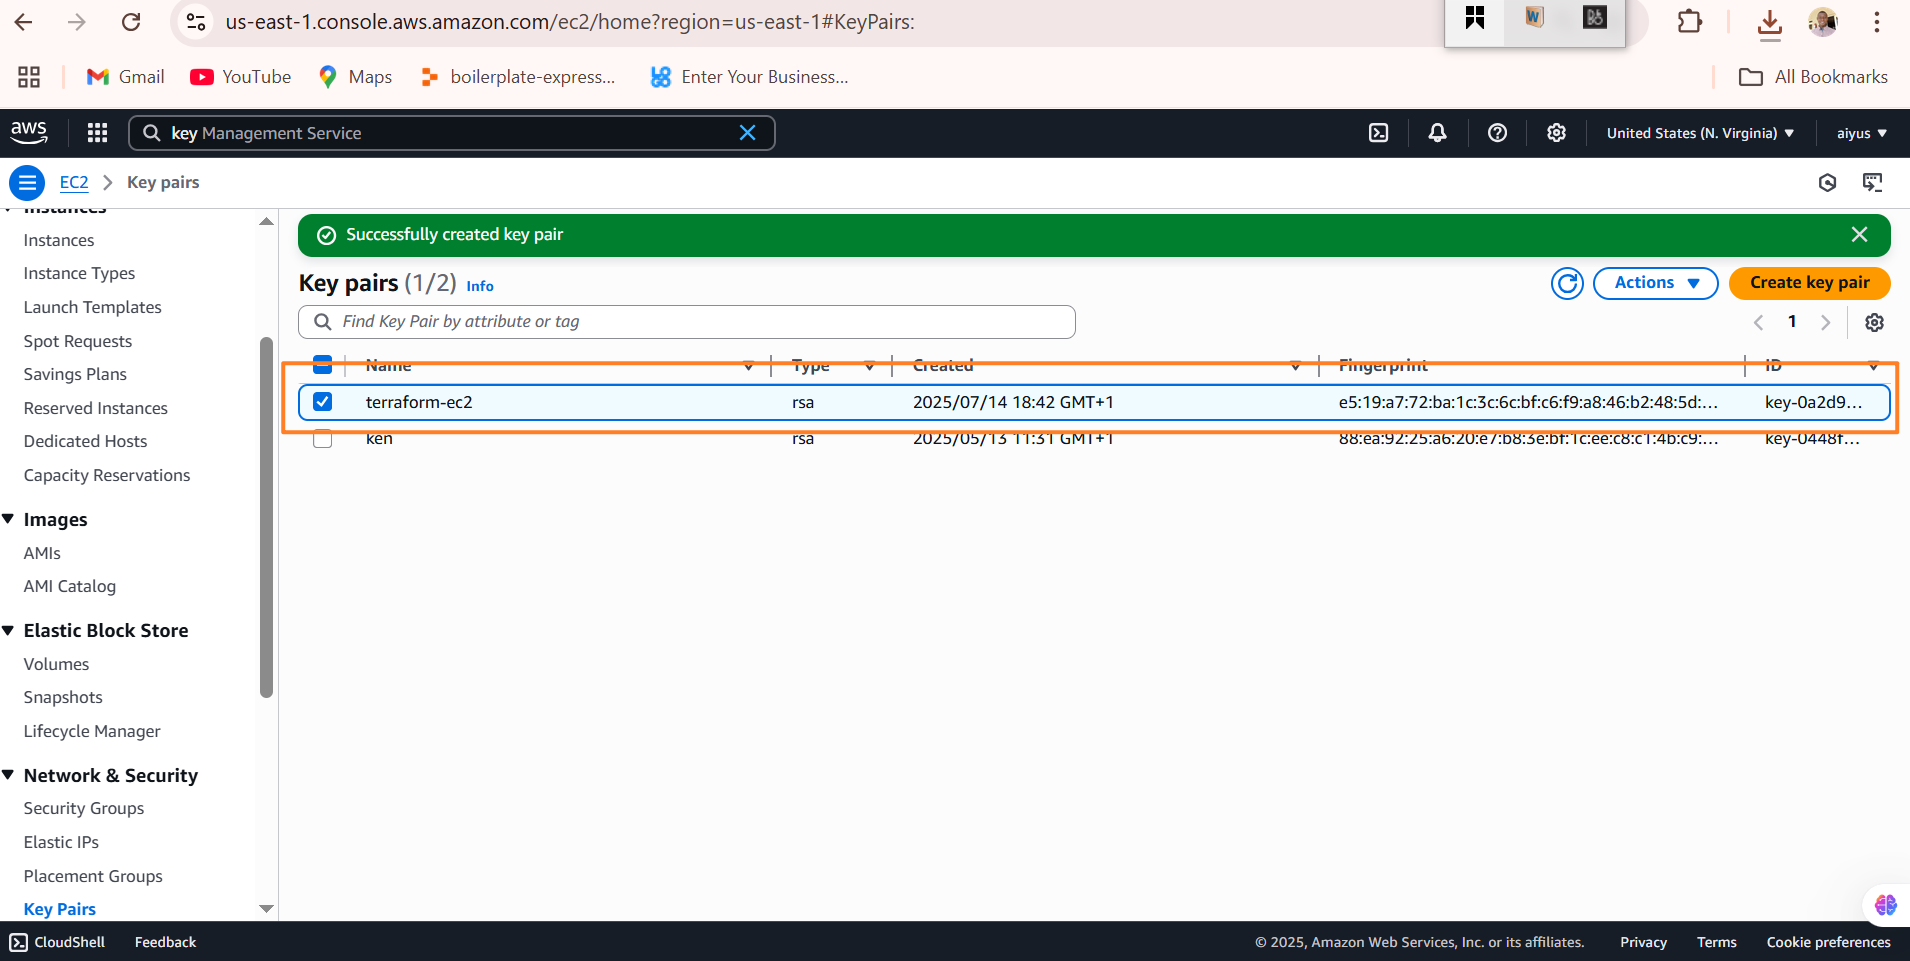 us-east-1.console.aws.amazon.com/ec2/home?region=us-east-1#KeyPairs:
Gmail YouTube Maps boilerplate-express... Enter Your Business... All Bookmarks
aws key Management Service United States (N. Virginia) aiyus
EC2 Key pairs
Instances
Instances
Instance Types
Launch Templates
Spot Requests
Savings Plans
Reserved Instances
Dedicated Hosts
Capacity Reservations
Images
AMIs
AMI Catalog
Elastic Block Store
Volumes
Snapshots
Lifecycle Manager
Network & Security
Security Groups
Elastic IPs
Placement Groups
Key Pairs
Successfully created key pair
Key pairs (1/2) Info Actions Create key pair
Find Key Pair by attribute or tag 1
Name Type Created Fingerprint ID
terraform-ec2 rsa 2025/07/14 18:42 GMT+1 e5:19:a7:72:ba:1c:3c:6c:bf:c6:f9:a8:46:b2:48:5d:... key-0a2d9...
ken rsa 2025/05/13 11:31 GMT+1 88:ea:92:25:a6:20:e7:b8:3e:bf:1c:ee:c8:c1:4b:c9:... key-0448f...
CloudShell Feedback © 2025, Amazon Web Services, Inc. or its affiliates. Privacy Terms Cookie preferences